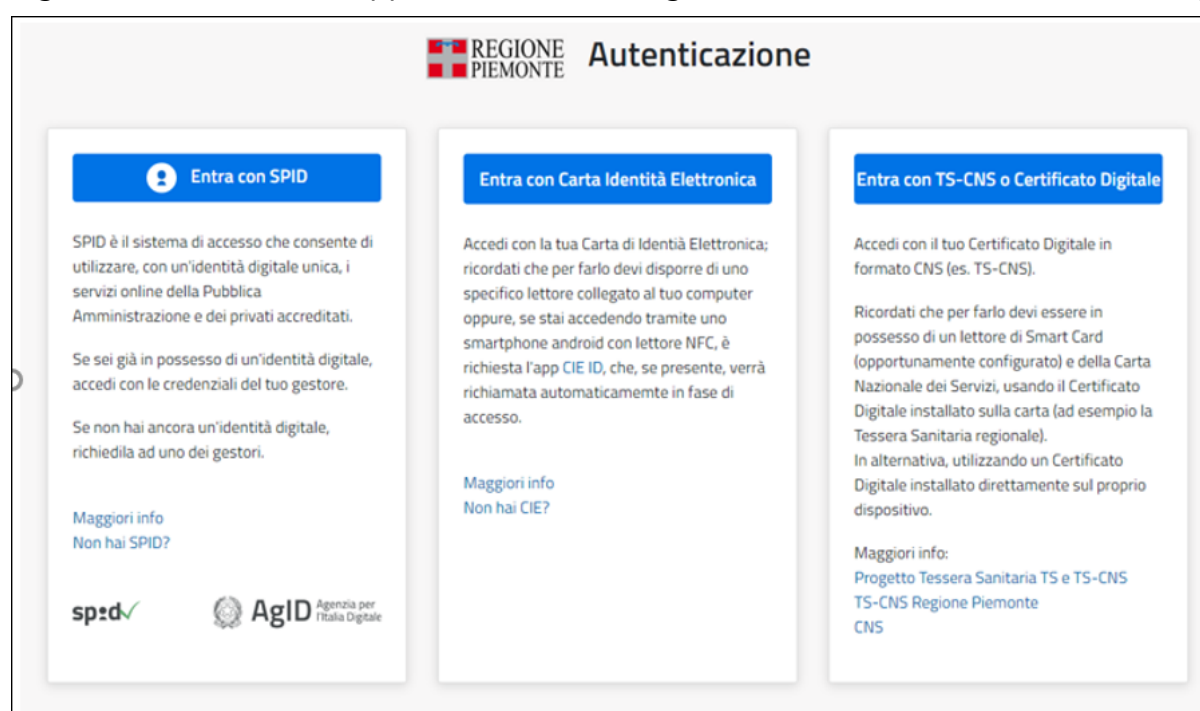 REGIONE
PIEMONTE
Autenticazione
Entra con SPID
SPID è il sistema di accesso che consente di
utilizzare, con un'identità digitale unica, i
servizi online della Pubblica
Amministrazione e dei privati accreditati.
Se sei già in possesso di un'identità digitale,
accedi con le credenziali del tuo gestore.
Se non hai ancora un'identità digitale,
richiedila ad uno dei gestori.
Maggiori info
Non hai SPID?
spid
AgID Agenzia per
l'Italia Digitale
Entra con Carta Identità Elettronica
Accedi con la tua Carta di Identià Elettronica;
ricordati che per farlo devi disporre di uno
specifico lettore collegato al tuo computer
oppure, se stai accedendo tramite uno
smartphone android con lettore NFC, è
richiesta l'app CIE ID, che, se presente, verrà
richiamata automaticamemte in fase di
accesso.
Maggiori info
Non hai CIE?
Entra con TS-CNS o Certificato Digitale
Accedi con il tuo Certificato Digitale in
formato CNS (es. TS-CNS).
Ricordati che per farlo devi essere in
possesso di un lettore di Smart Card
(opportunamente configurato) e della Carta
Nazionale dei Servizi, usando il Certificato
Digitale installato sulla carta (ad esempio la
Tessera Sanitaria regionale).
In alternativa, utilizzando un Certificato
Digitale installato direttamente sul proprio
dispositivo.
Maggiori info:
Progetto Tessera Sanitaria TS e TS-CNS
TS-CNS Regione Piemonte
CNS